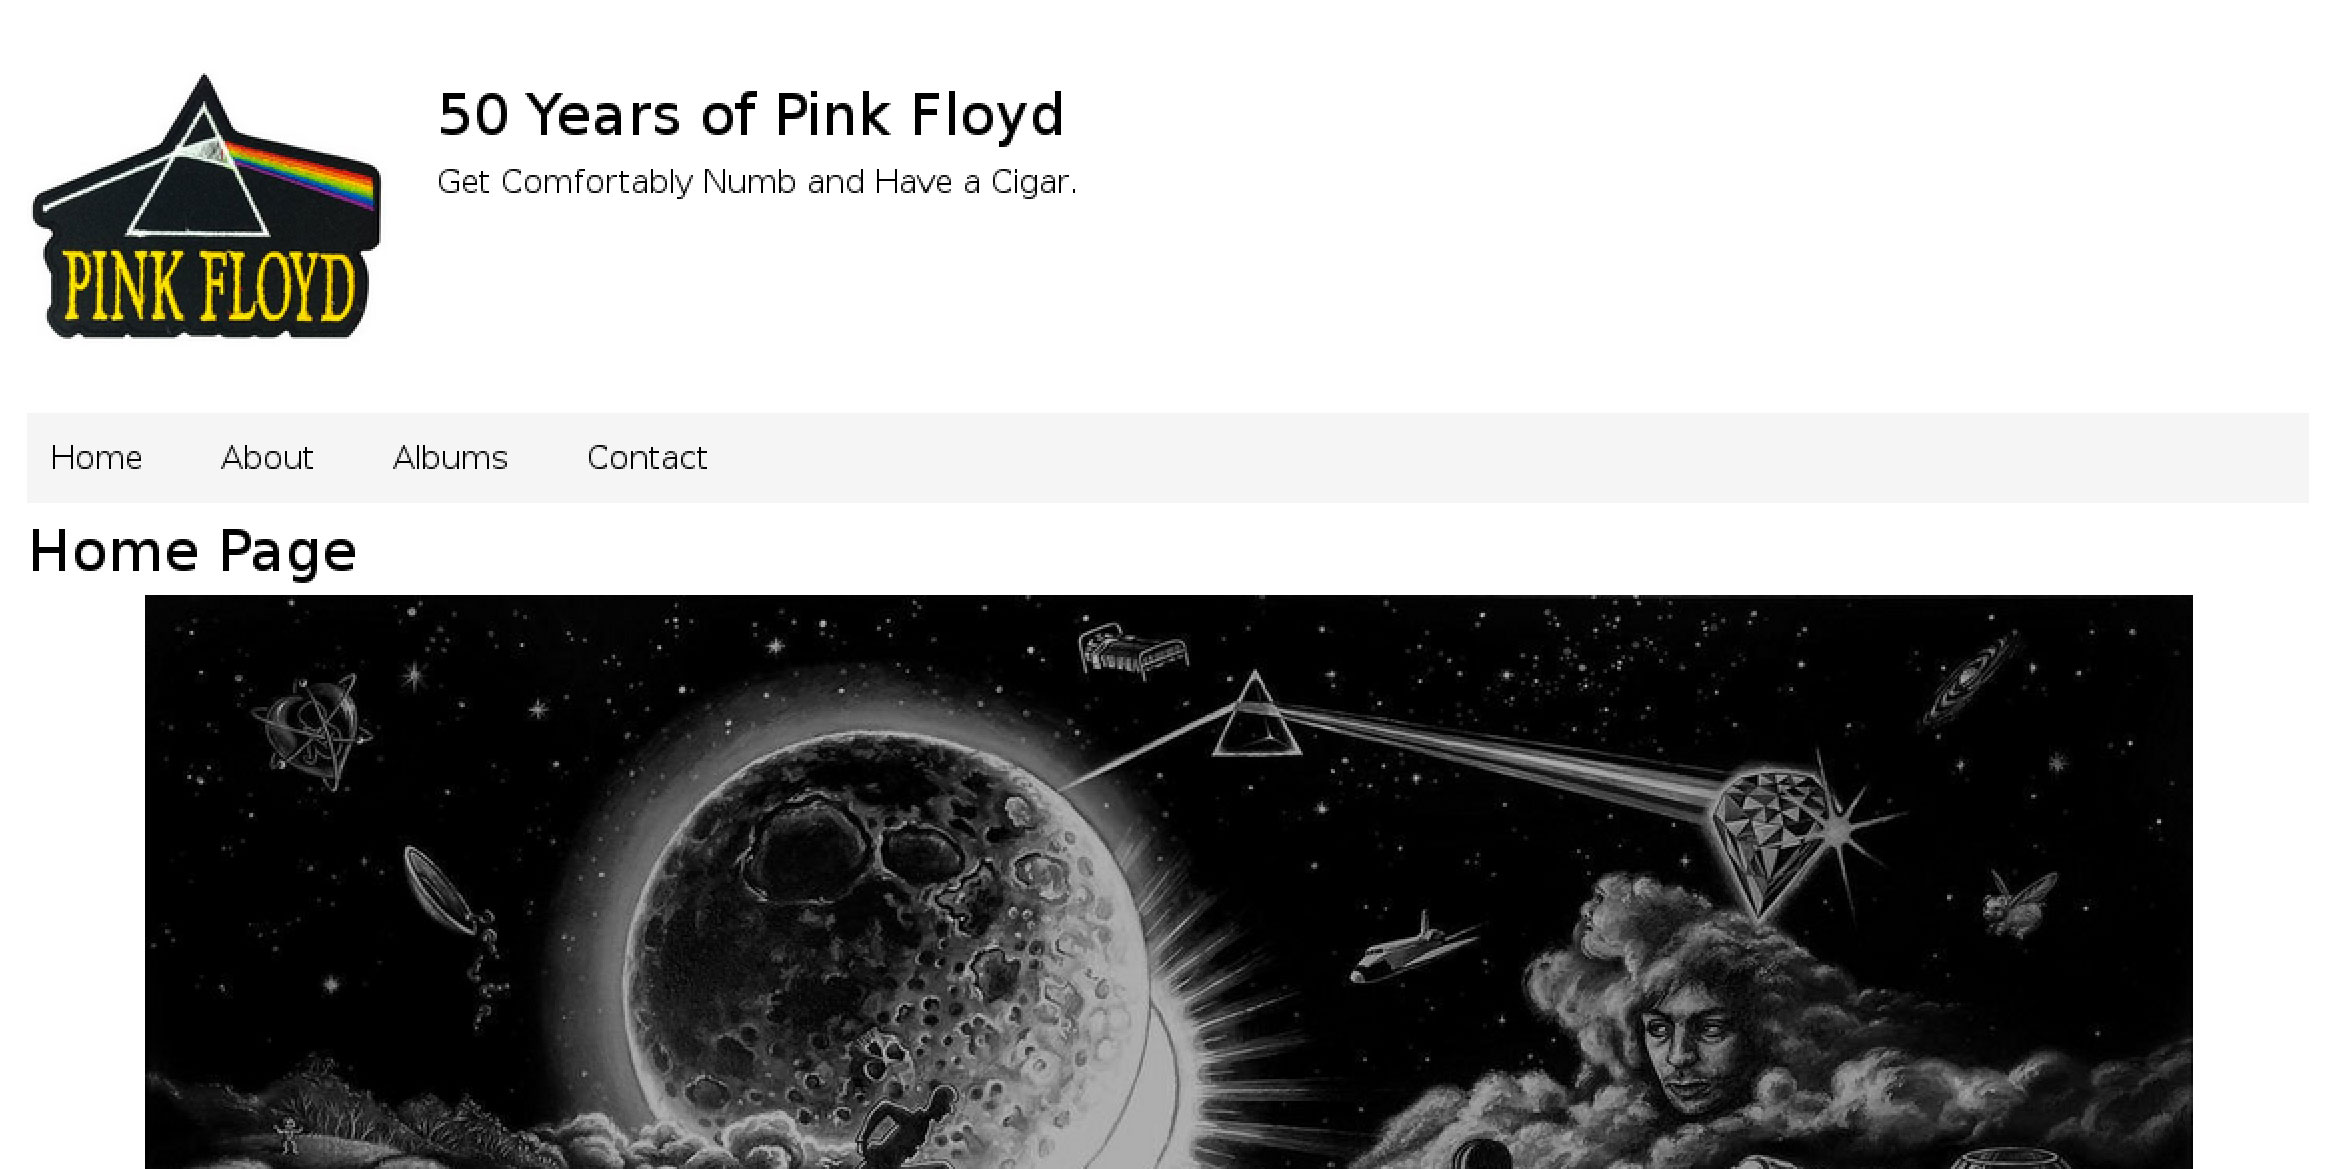 PINK FLOYD
50 Years of Pink Floyd
Get Comfortably Numb and Have a Cigar.
Home About Albums Contact
Home Page